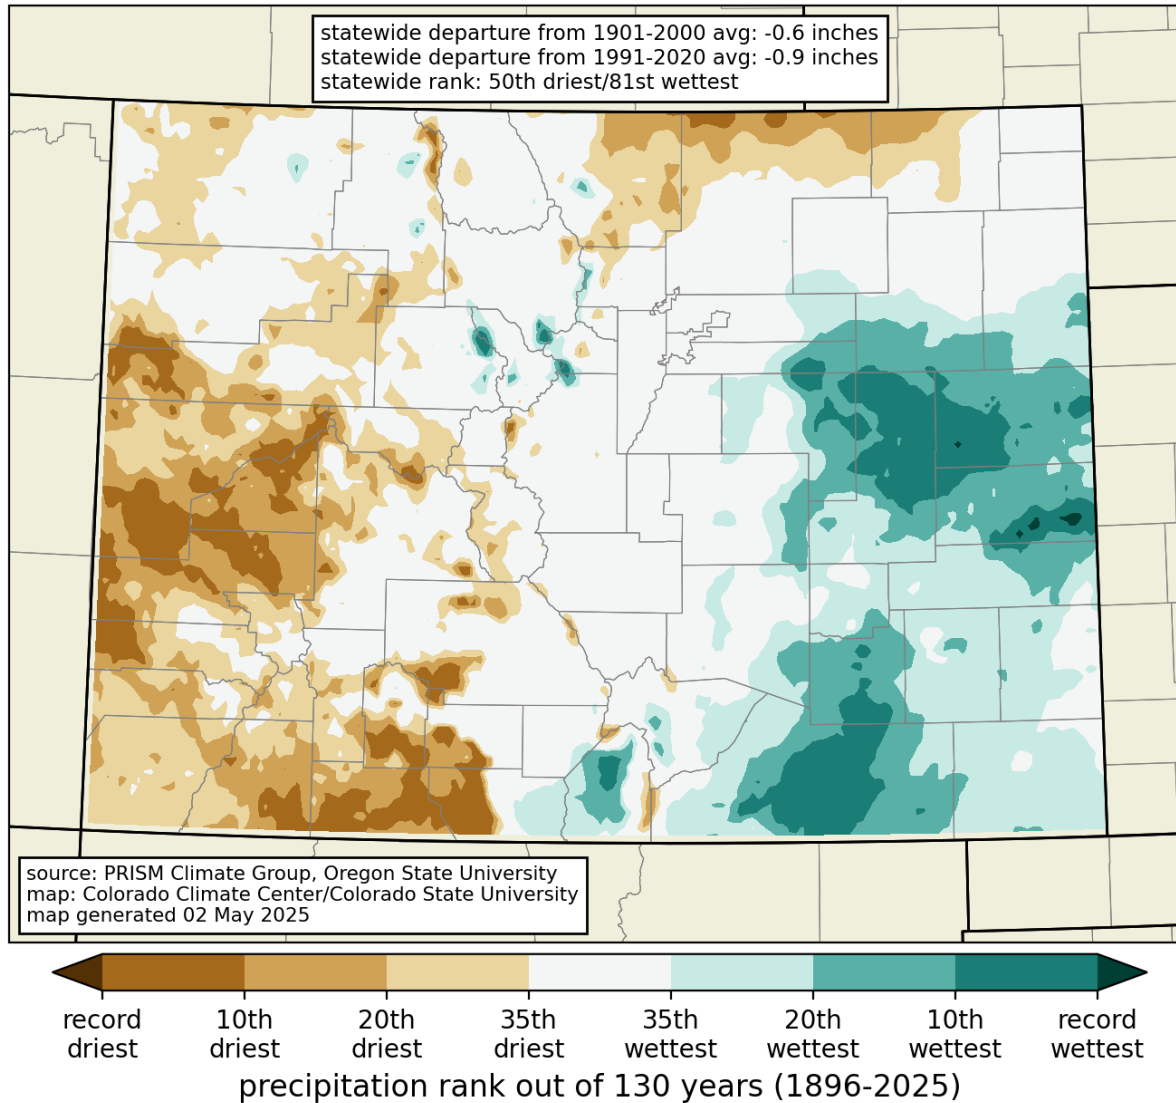 statewide departure from 1901-2000 avg: -0.6 inches
statewide departure from 1991-2020 avg: -0.9 inches
statewide rank: 50th driest/81st wettest
source: PRISM Climate Group, Oregon State University
map: Colorado Climate Center/Colorado State University
map generated 02 May 2025
record driest
10th driest
20th driest
35th driest
35th wettest
20th wettest
10th wettest
record wettest
precipitation rank out of 130 years (1896-2025)